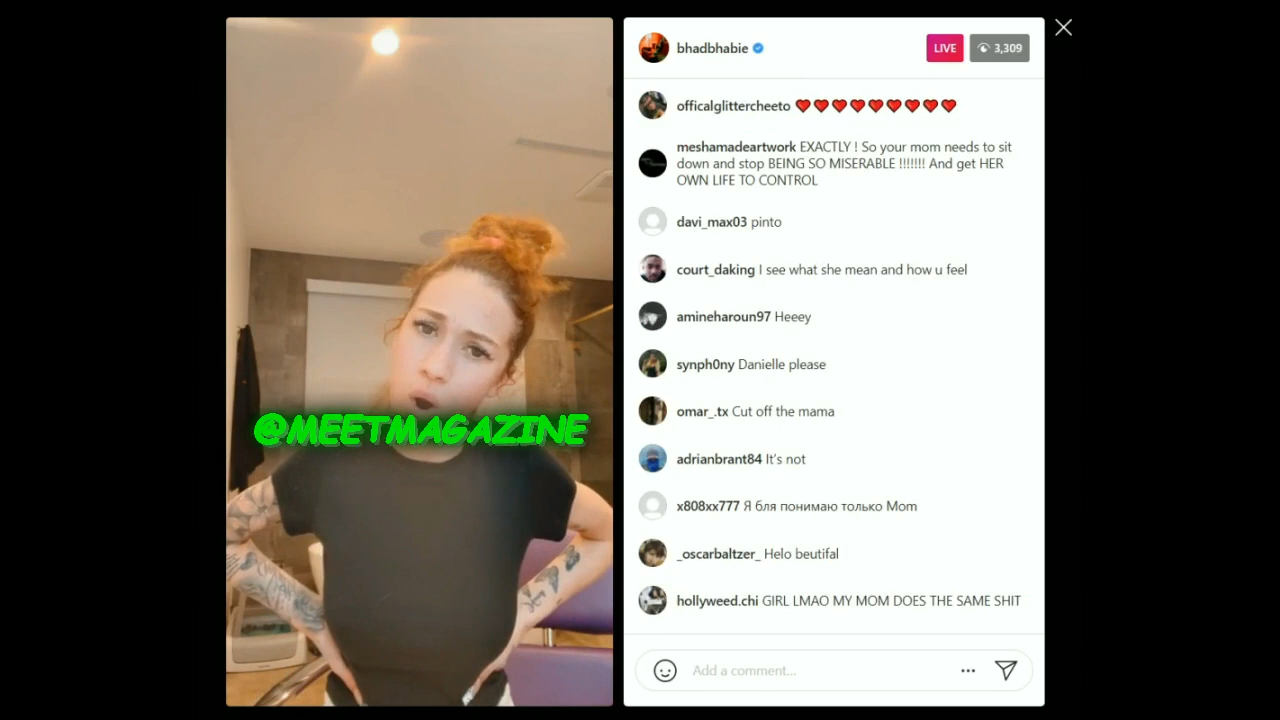 bhadbhabie
LIVE
3,309
officalglittercheeto ❤❤❤❤❤❤❤❤❤
meshamadeartwork EXACTLY ! So your mom needs to sit
down and stop BEING SO MISERABLE !!!!!!! And get HER
OWN LIFE TO CONTROL
davi_max03 pinto
court_daking I see what she mean and how u feel
amineharoun97 Heeey
synph0ny Danielle please
@MEETMAGAZINE
omar_.tx Cut off the mama
adrianbrant84 It's not
x808xx777 Я бля понимаю только Mom
_oscarbaltzer_ Helo beutifal
hollyweed.chi GIRL LMAO MY MOM DOES THE SAME SHIT
Add a comment...